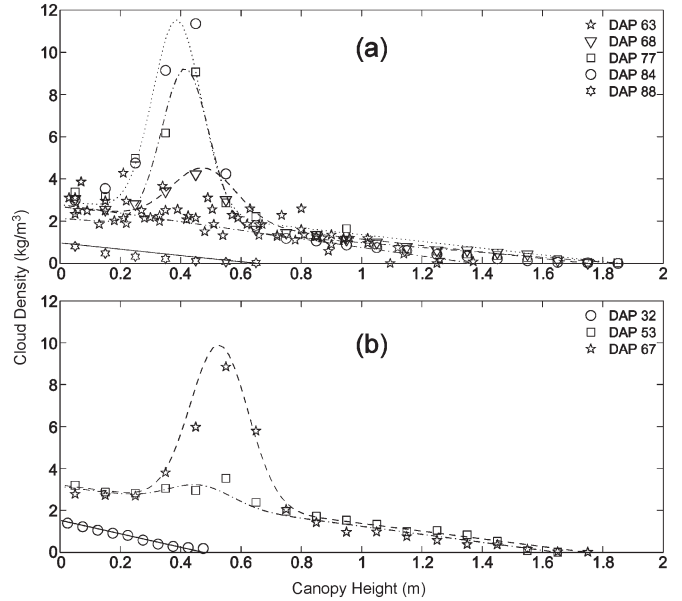 12
10
8
6
4
2
0
(a)
DAP 63
DAP 68
DAP 77
DAP 84
DAP 88
0 0.2 0.4 0.6 0.8 1 1.2 1.4 1.6 1.8 2
Cloud Density (kg/m³)
12
10
8
6
4
2
0
(b)
DAP 32
DAP 53
DAP 67
0 0.2 0.4 0.6 0.8 1 1.2 1.4 1.6 1.8 2
Canopy Height (m)